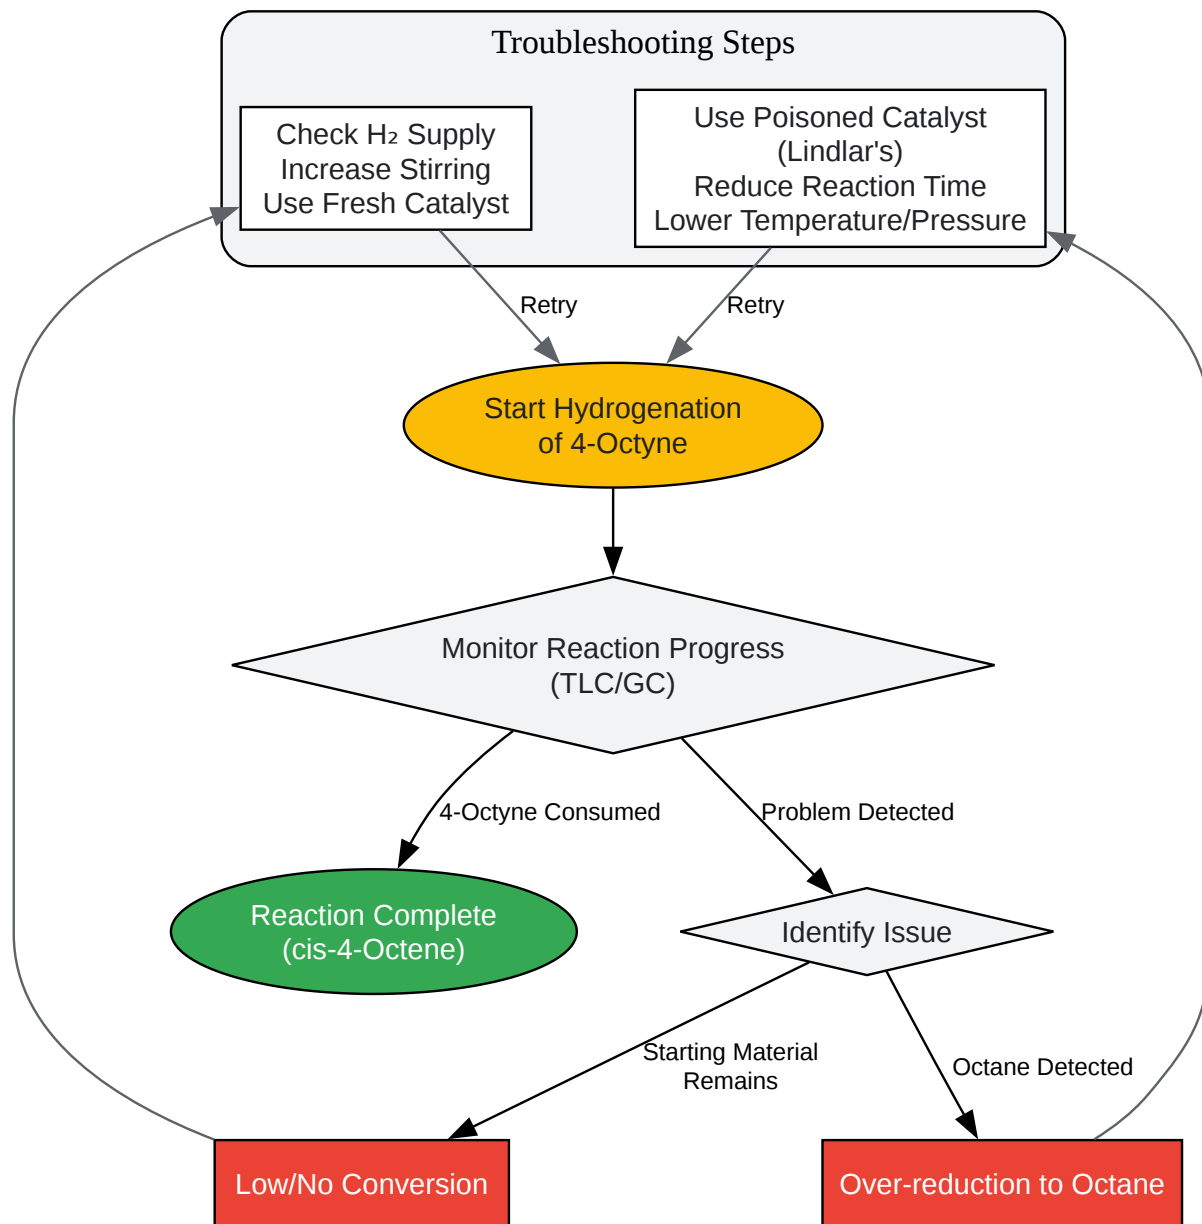 Troubleshooting Steps
Check H₂ Supply
Increase Stirring
Use Fresh Catalyst
Use Poisoned Catalyst
(Lindlar's)
Reduce Reaction Time
Lower Temperature/Pressure
Retry
Retry
Start Hydrogenation
of 4-Octyne
Monitor Reaction Progress
(TLC/GC)
4-Octyne Consumed
Problem Detected
Reaction Complete
(cis-4-Octene)
Identify Issue
Starting Material
Remains
Octane Detected
Low/No Conversion
Over-reduction to Octane